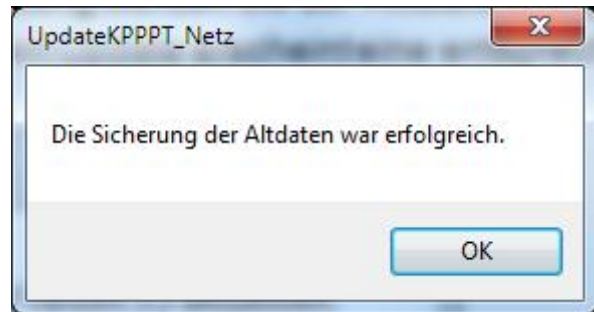 UpdateKPPPT_Netz
Die Sicherung der Altdaten war erfolgreich.
OK